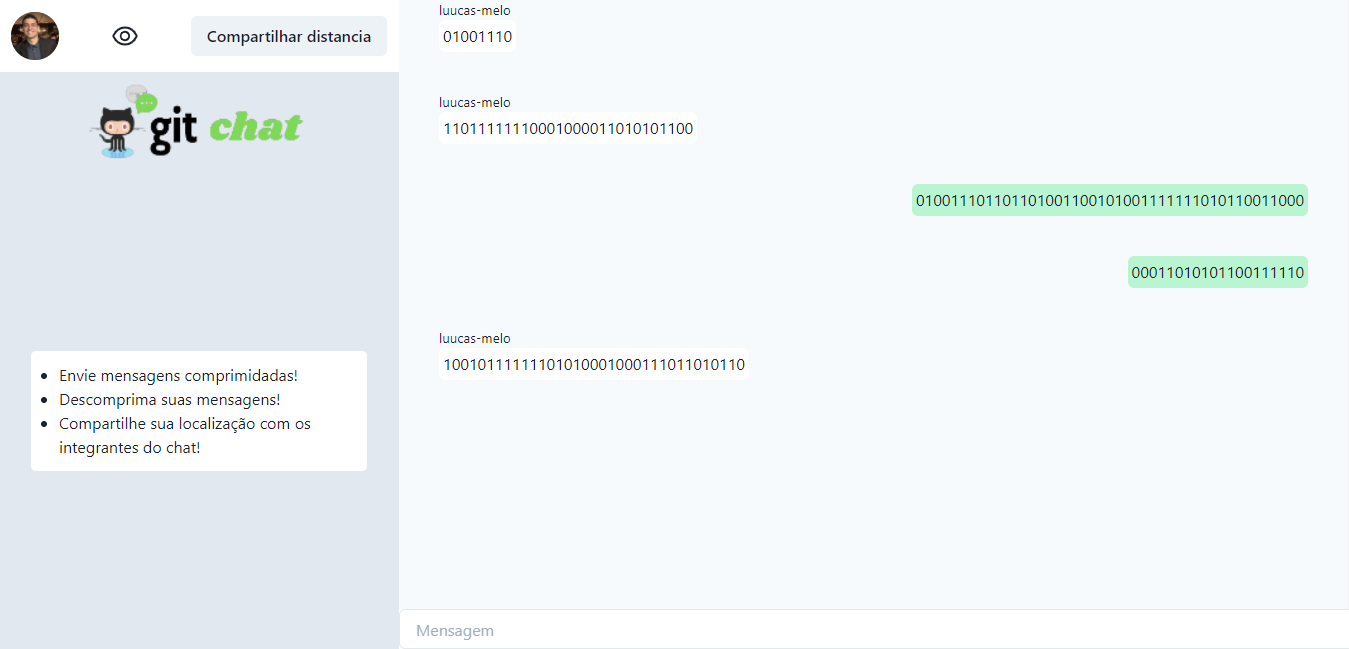 Compartilhar distancia
git chat
Envie mensagens comprimidadas!
Descomprima suas mensagens!
Compartilhe sua localização com os
integrantes do chat!
luucas-melo
01001110
luucas-melo
11011111110001000011010101100
010011101101101001100101001111111010110011000
00011010101100111110
luucas-melo
10010111111101010001000111011010110
Mensagem